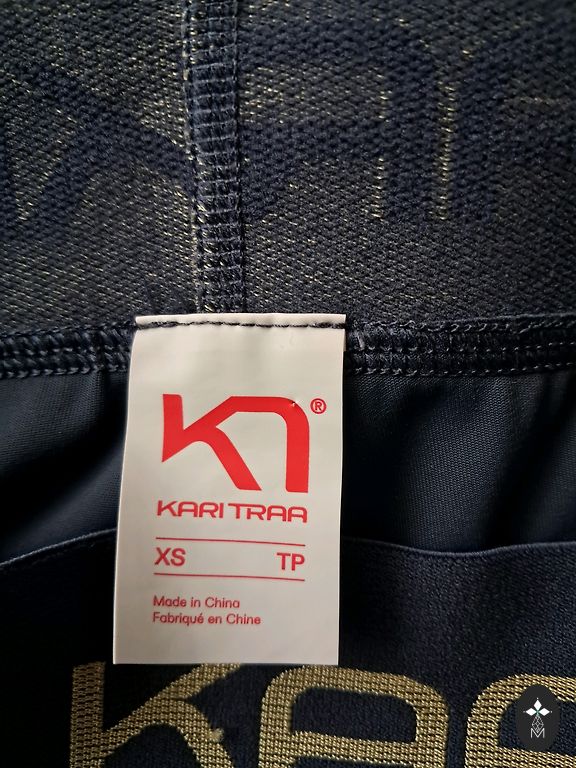 ®
KARI TRAA
XS TP
Made in China
Fabriqué en Chine